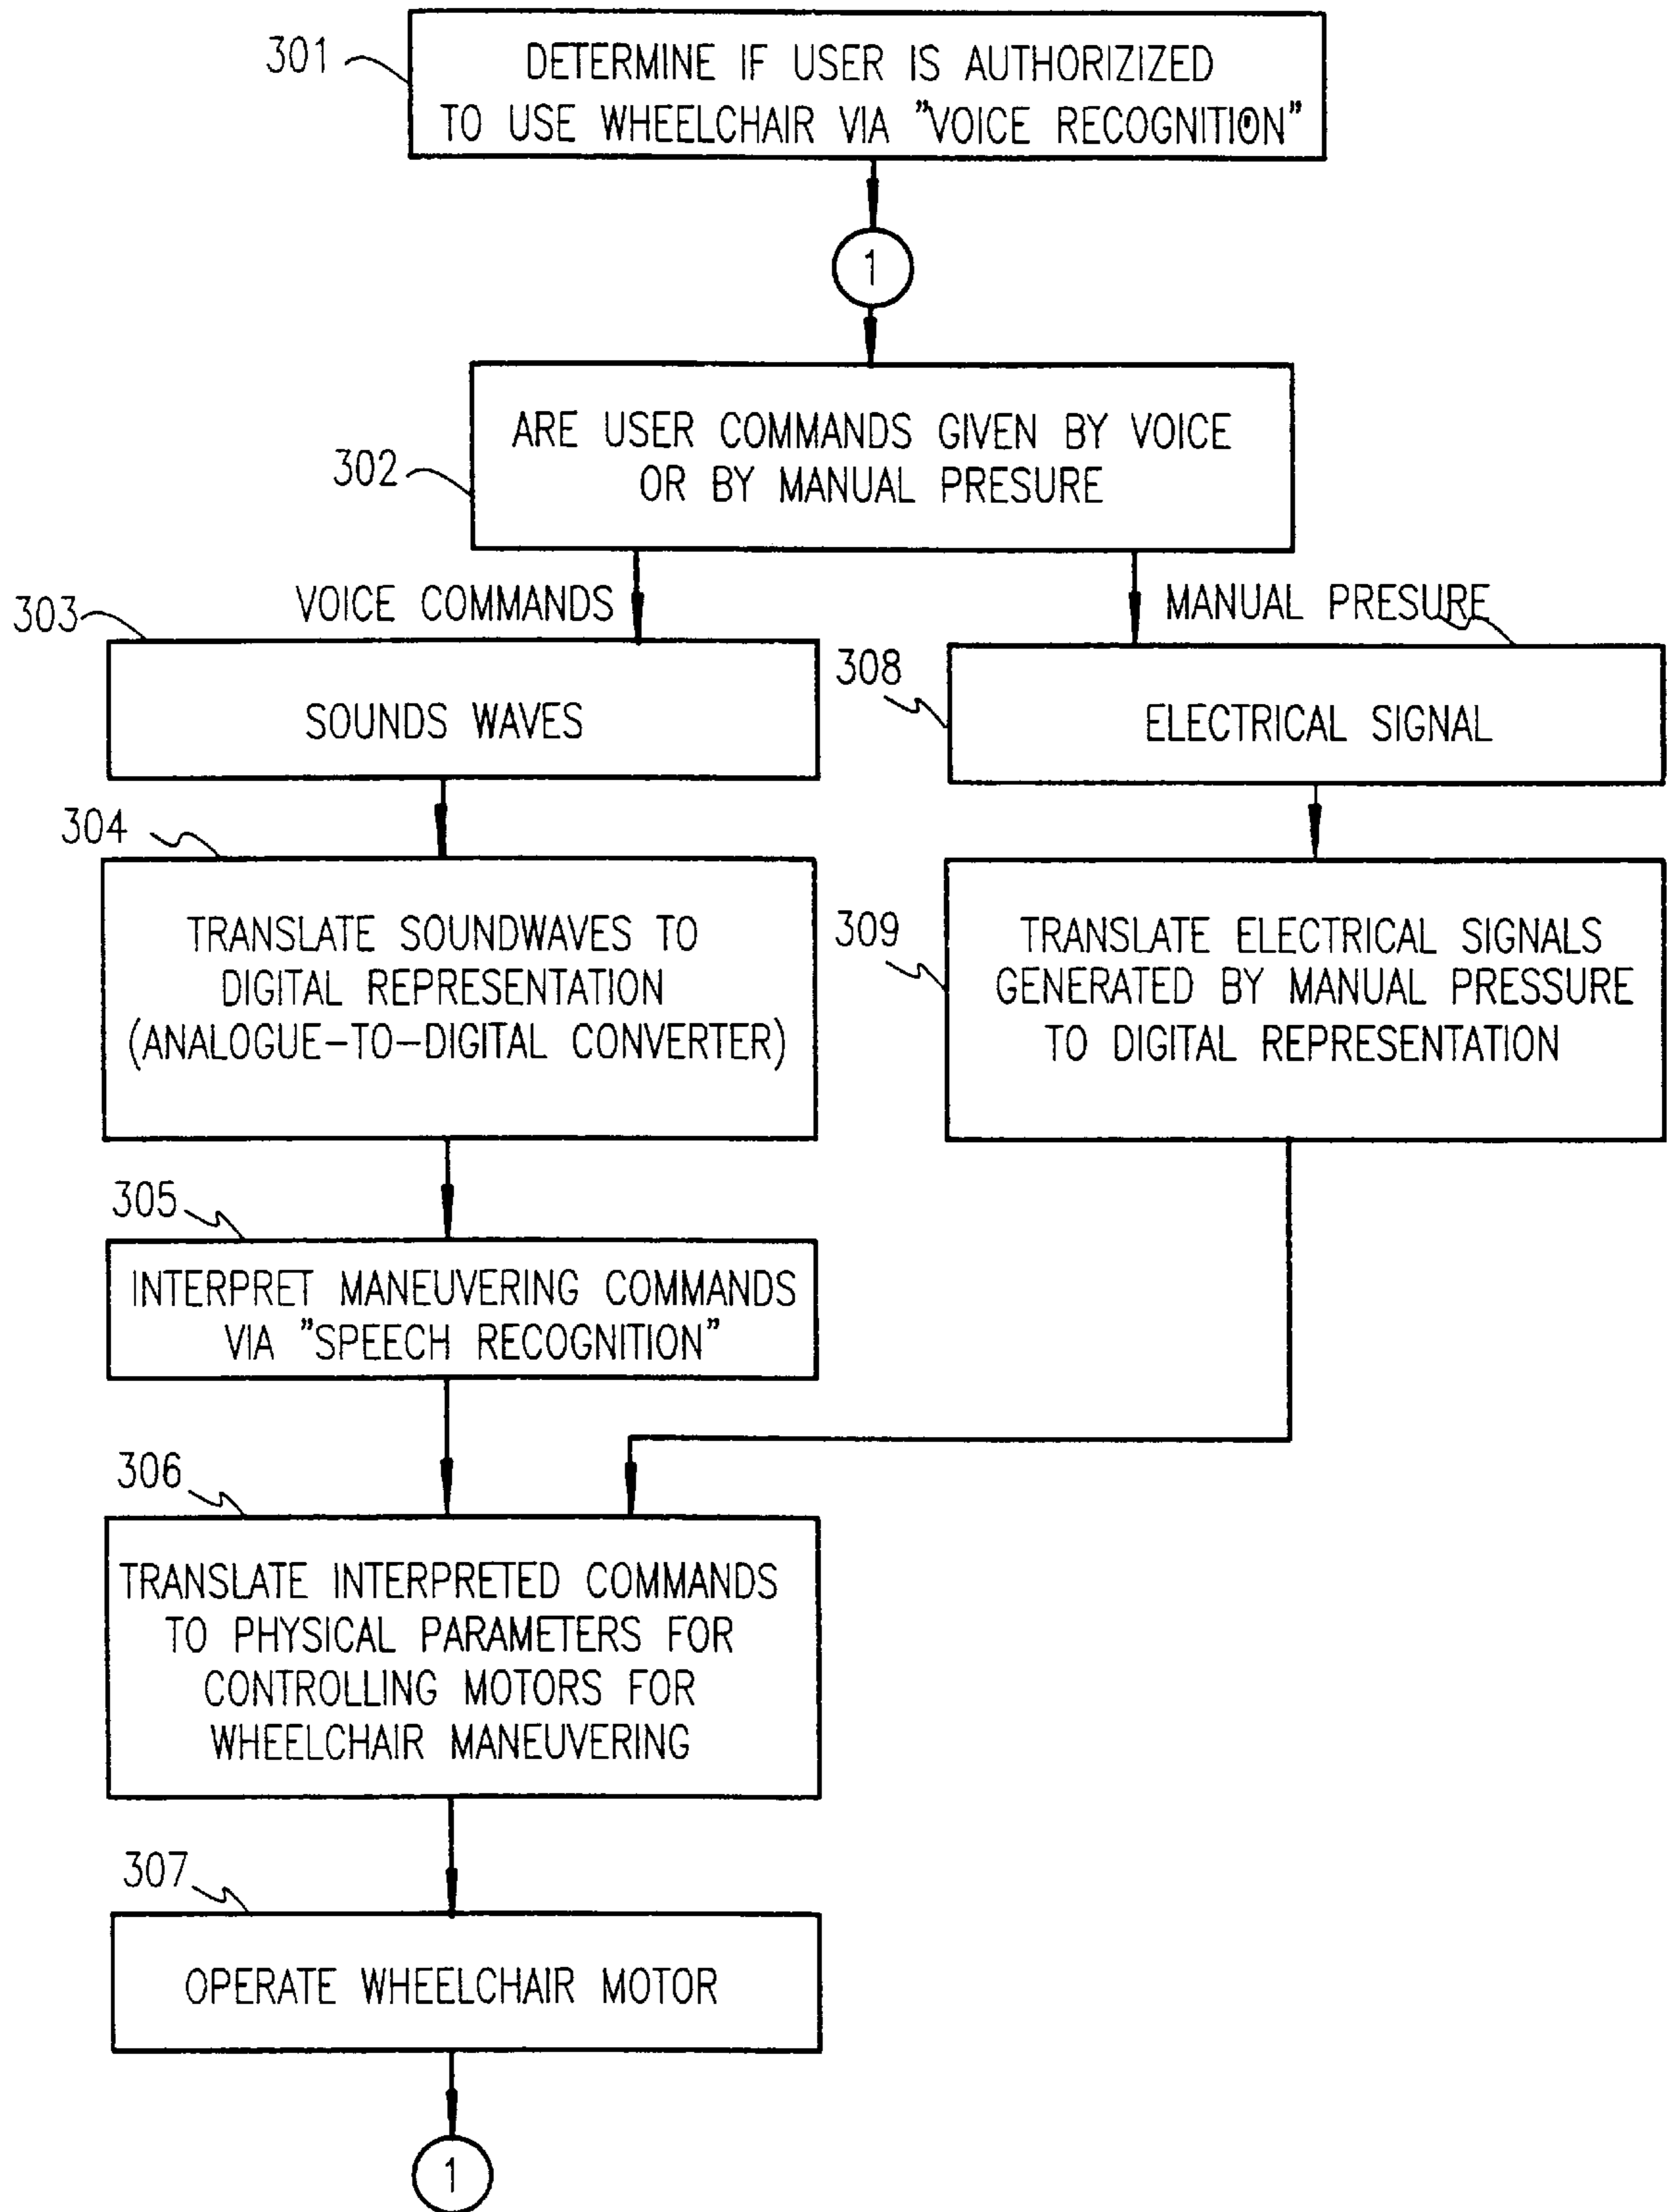 301
DETERMINE IF USER IS AUTHORIZIZED
TO USE WHEELCHAIR VIA "VOICE RECOGNITION"
1
302
ARE USER COMMANDS GIVEN BY VOICE
OR BY MANUAL PRESURE
VOICE COMMANDS
MANUAL PRESURE
303
SOUNDS WAVES
308
ELECTRICAL SIGNAL
304
TRANSLATE SOUNDWAVES TO
DIGITAL REPRESENTATION
(ANALOGUE-TO-DIGITAL CONVERTER)
309
TRANSLATE ELECTRICAL SIGNALS
GENERATED BY MANUAL PRESSURE
TO DIGITAL REPRESENTATION
305
INTERPRET MANEUVERING COMMANDS
VIA "SPEECH RECOGNITION"
306
TRANSLATE INTERPRETED COMMANDS
TO PHYSICAL PARAMETERS FOR
CONTROLLING MOTORS FOR
WHEELCHAIR MANEUVERING
307
OPERATE WHEELCHAIR MOTOR
1